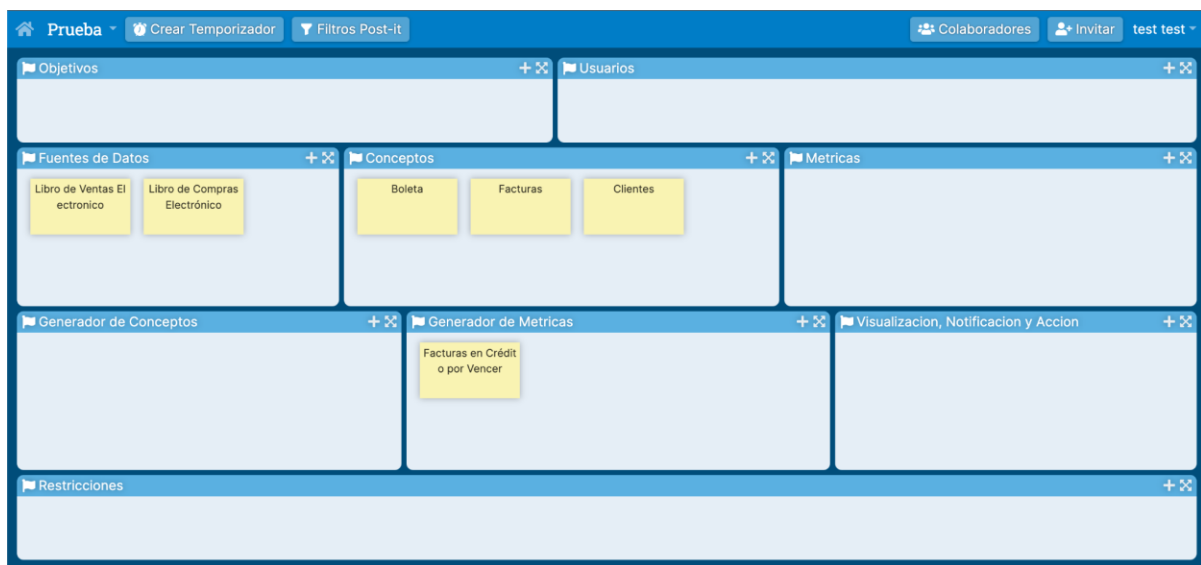 Prueba
Crear Temporizador
Filtros Post-it
Colaboradores
Invitar
test test
Objetivos
Usuarios
Fuentes de Datos
Libro de Ventas El
ectronico
Libro de Compras
Electrónico
Conceptos
Boleta
Facturas
Clientes
Metricas
Generador de Conceptos
Generador de Metricas
Facturas en Crédit
o por Vencer
Visualizacion, Notificacion y Accion
Restricciones